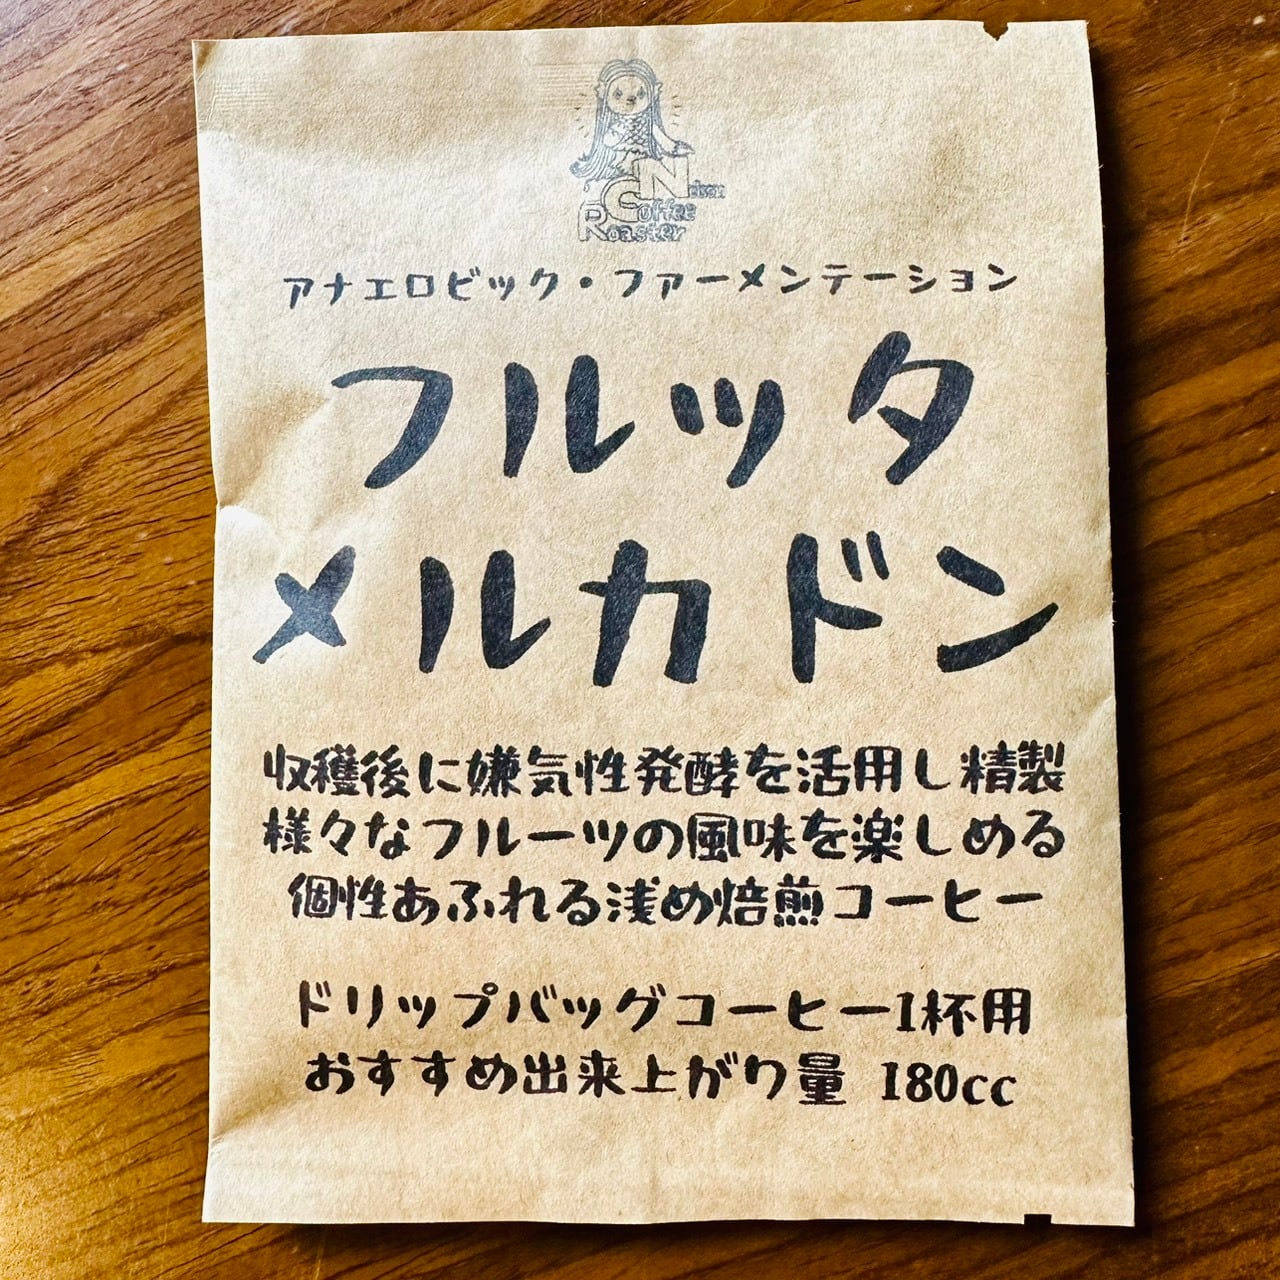 Nelson
Coffee
Roaster
アナエロビック・ファーメンテーション
フルッタ
メルカドン
収穫後に嫌気性発酵を活用し精製
様々なフルーツの風味を楽しめる
個性あふれる浅め焙煎コーヒー
ドリップバッグコーヒー1杯用
おすすめ出来上がり量 180cc